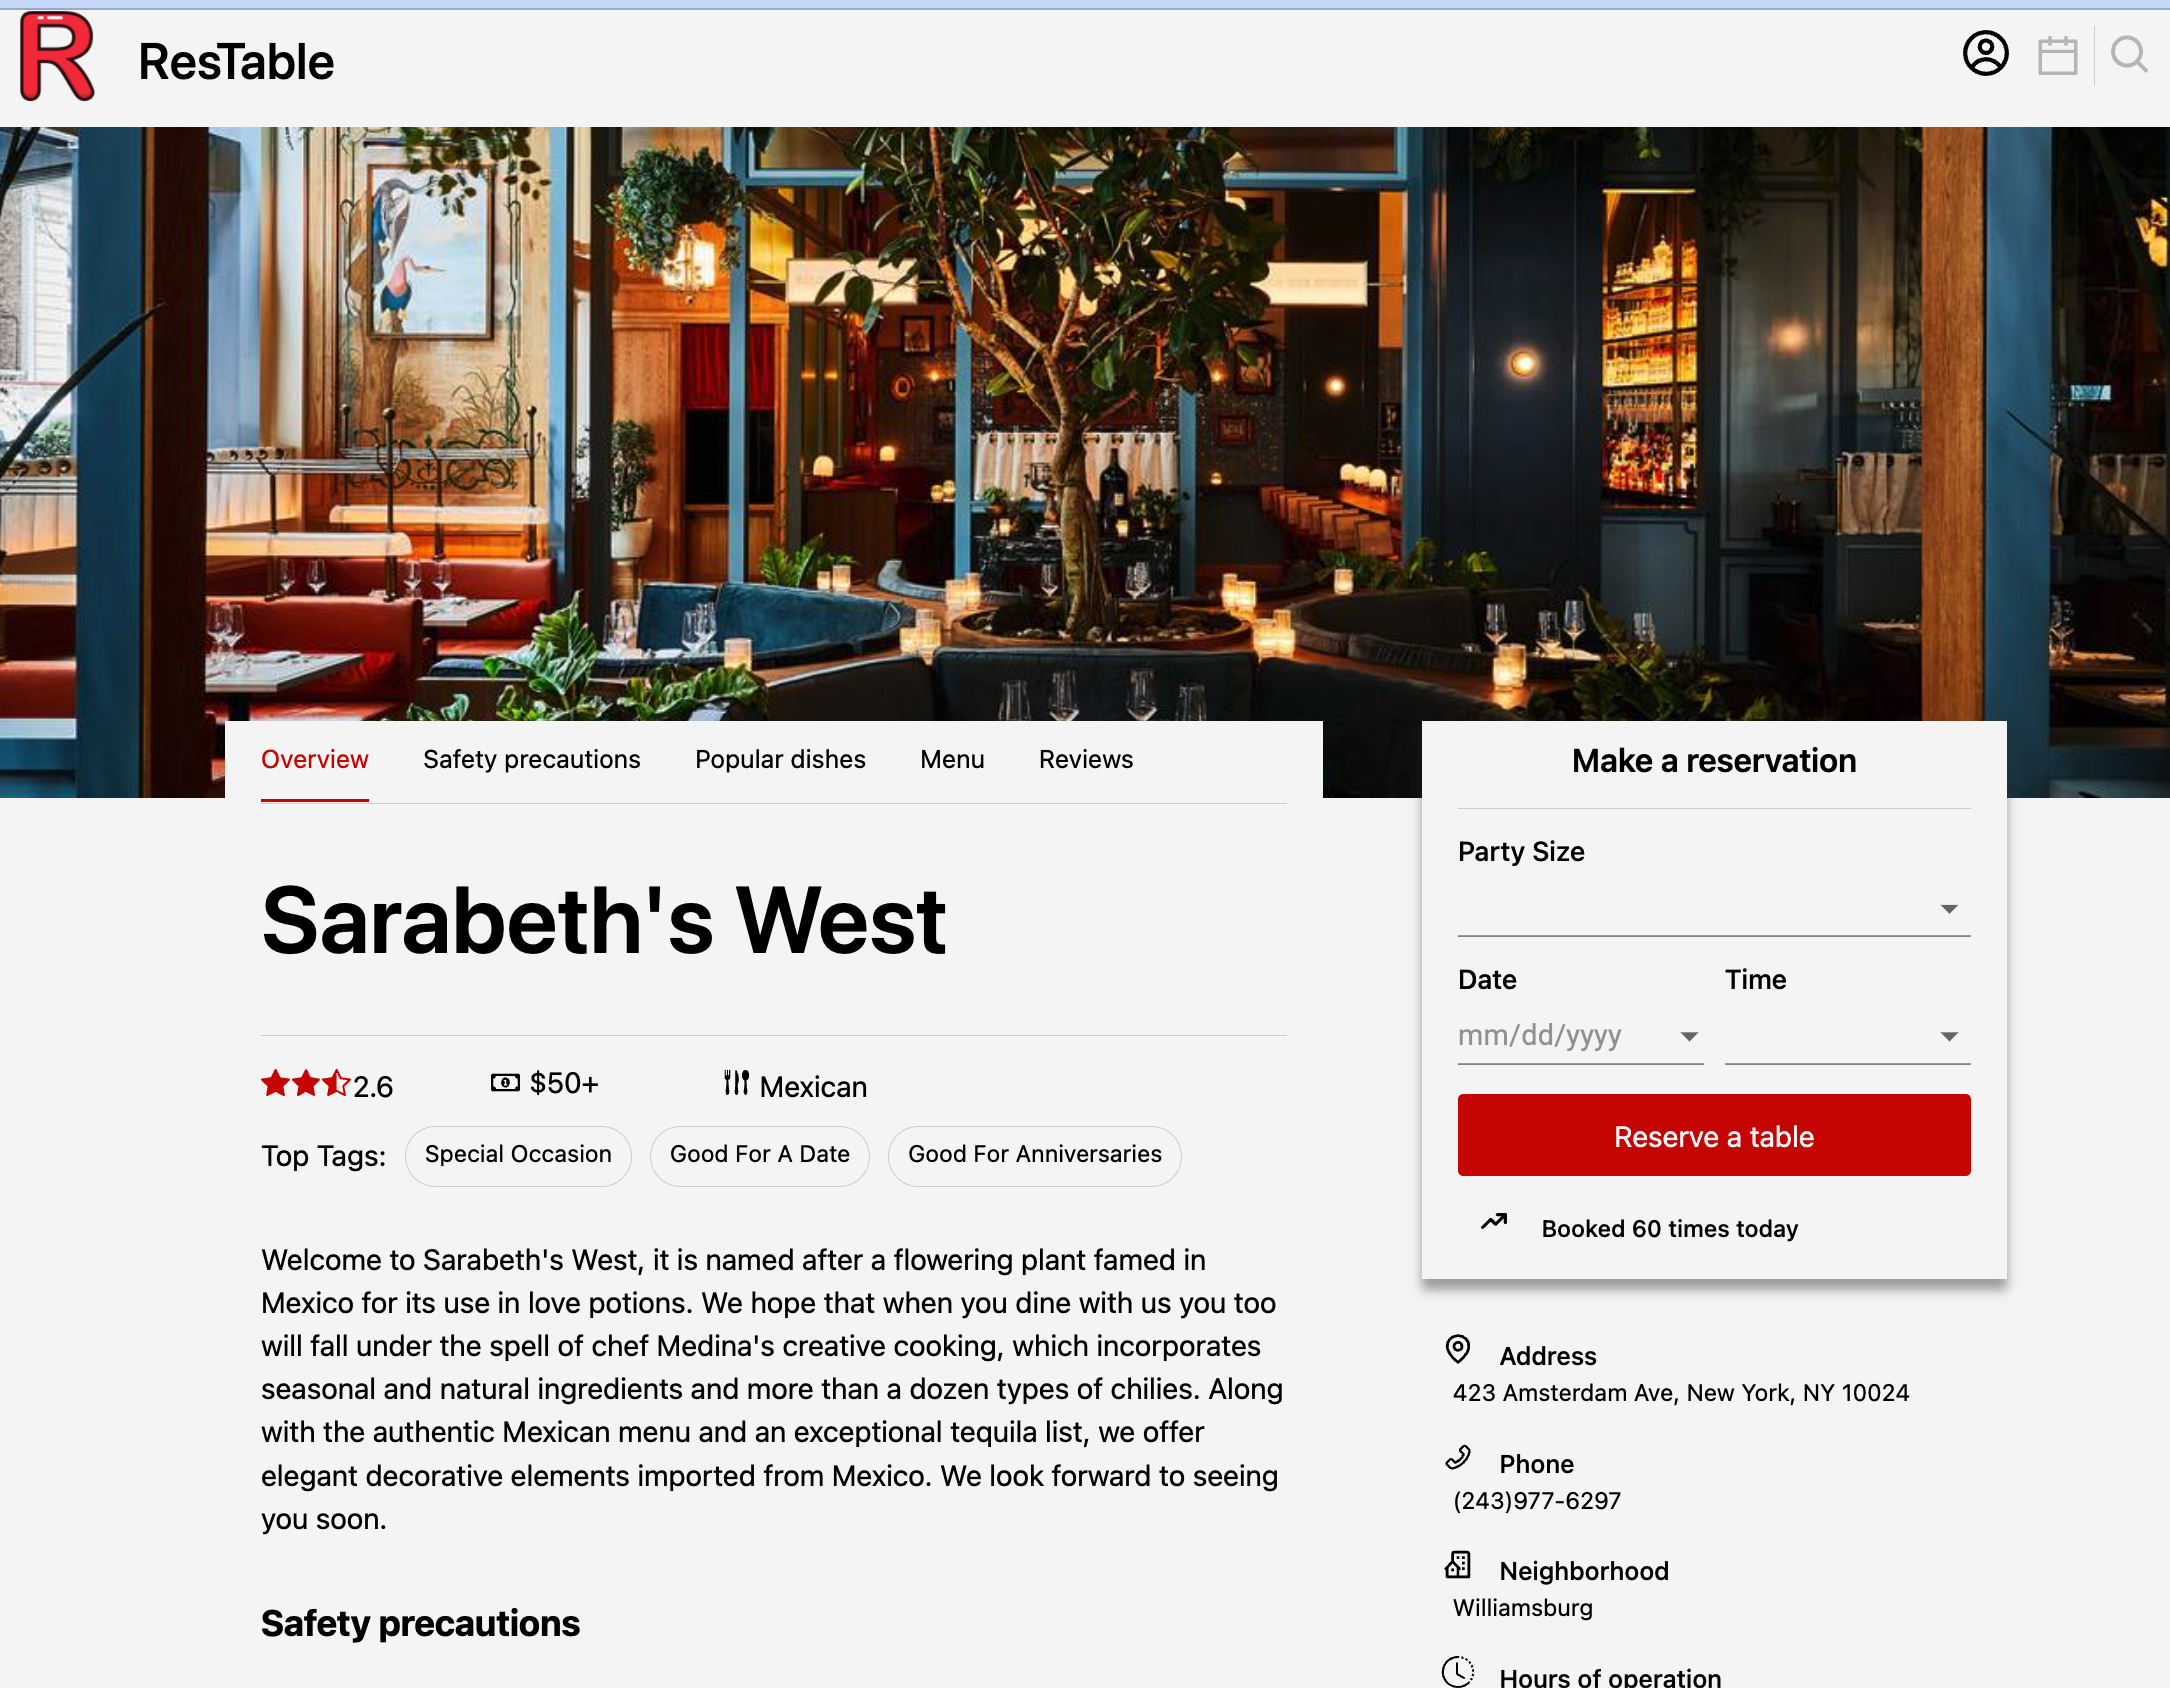 R
ResTable
Overview
Safety precautions
Popular dishes
Menu
Reviews
Sarabeth's West
2.6
$50+
Mexican
Top Tags:
Special Occasion
Good For A Date
Good For Anniversaries
Welcome to Sarabeth's West, it is named after a flowering plant famed in
Mexico for its use in love potions. We hope that when you dine with us you too
will fall under the spell of chef Medina's creative cooking, which incorporates
seasonal and natural ingredients and more than a dozen types of chilies. Along
with the authentic Mexican menu and an exceptional tequila list, we offer
elegant decorative elements imported from Mexico. We look forward to seeing
you soon.
Safety precautions
Make a reservation
Party Size
Date
Time
mm/dd/yyyy
Reserve a table
Booked 60 times today
Address
423 Amsterdam Ave, New York, NY 10024
Phone
(243)977-6297
Neighborhood
Williamsburg
Hours of operation